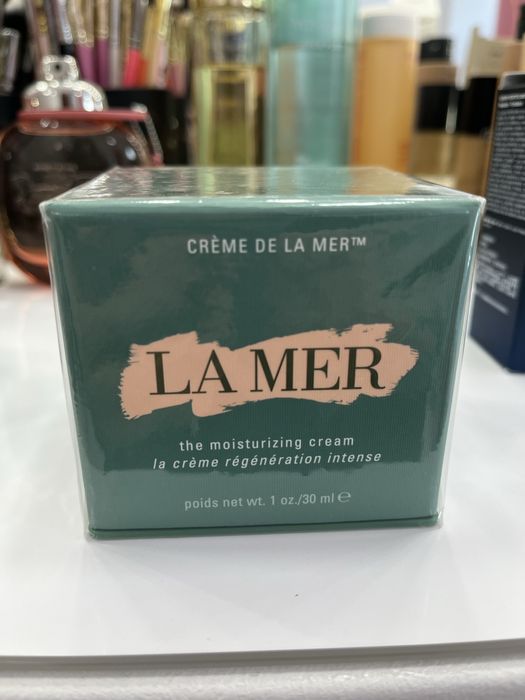 CRÈME DE LA MER™
LA MER
the moisturizing cream
la crème régénération intense
poids net wt. 1 oz./30 ml ℮